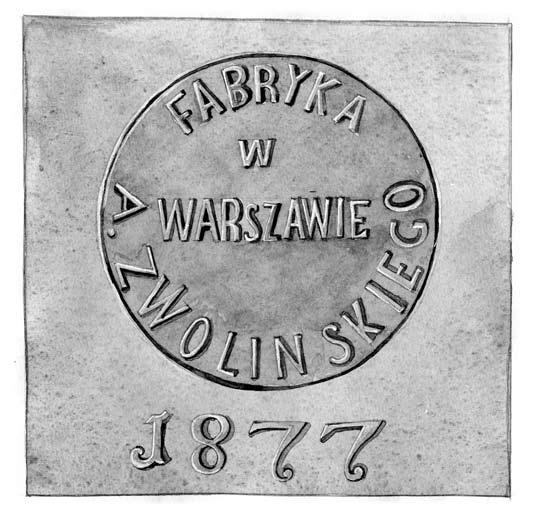 FABRYKA
W
WARSZAWIE
A. ZWOLINSKIEGO
1877